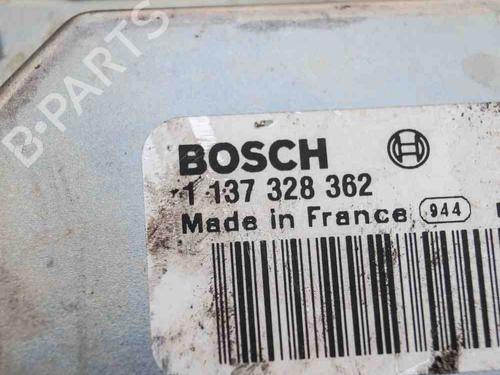 B-PARTS
BOSCH
1 137 328 362
Made in France 944